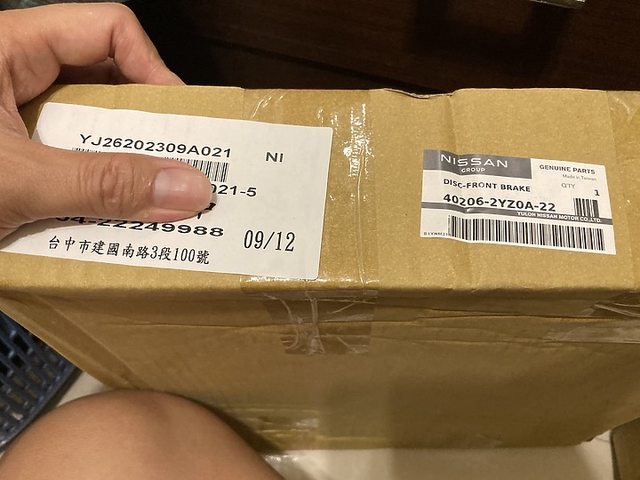 YJ26202309A021
NI
021-5
04-22249988
09/12
台中市建國南路3段100號
NISSAN
GROUP
GENUINE PARTS
Made in Taiwan
DISC-FRONT BRAKE
Q'TY
1
40206-2YZ0A-22
YULON NISSAN MOTOR CO.,LTD.